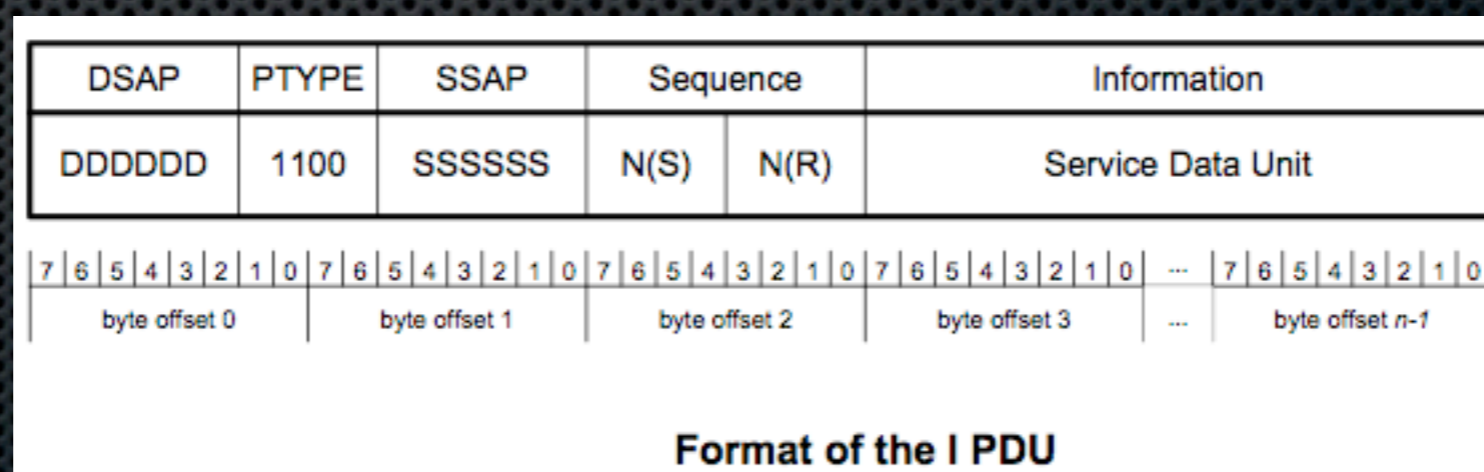 DSAP PTYPE SSAP Sequence Information
DDDDDD 1100 SSSSSS N(S) N(R) Service Data Unit
7 6 5 4 3 2 1 0 7 6 5 4 3 2 1 0 7 6 5 4 3 2 1 0 7 6 5 4 3 2 1 0 ... 7 6 5 4 3 2 1 0
byte offset 0 byte offset 1 byte offset 2 byte offset 3 ... byte offset n-1
Format of the I PDU